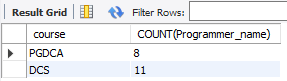 Result Grid Filter Rows:
course COUNT(Programmer_name)
PGDCA 8
DCS 11